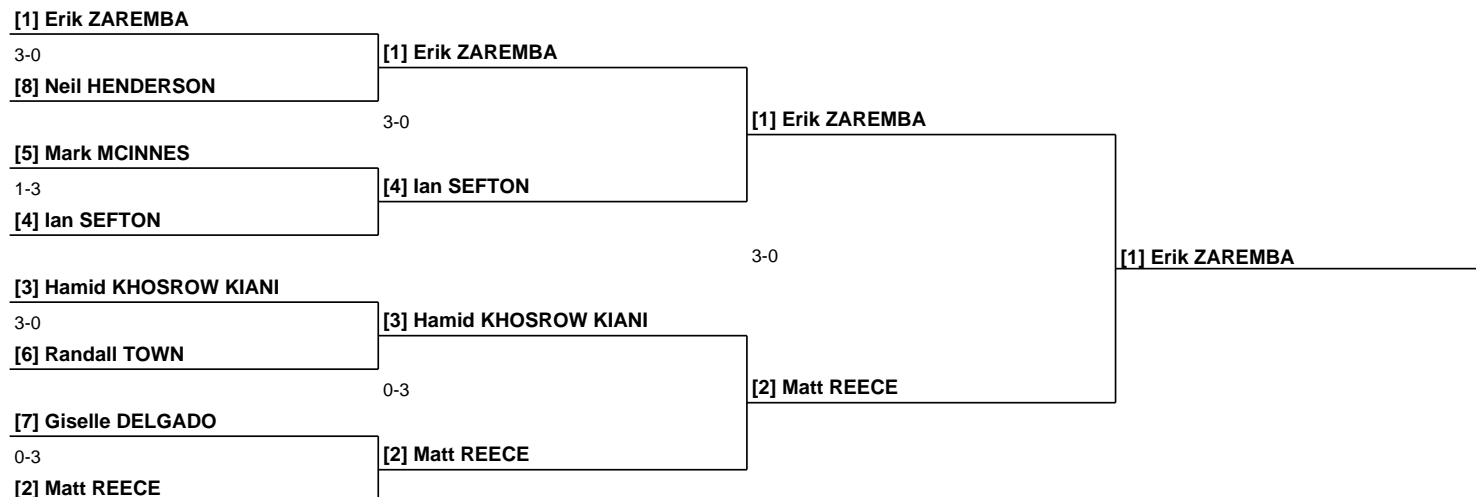 [1] Erik ZAREMBA
3-0
[1] Erik ZAREMBA
[8] Neil HENDERSON
3-0
[1] Erik ZAREMBA
[5] Mark MCINNES
1-3
[4] Ian SEFTON
[4] Ian SEFTON
3-0
[1] Erik ZAREMBA
[3] Hamid KHOSROW KIANI
3-0
[3] Hamid KHOSROW KIANI
[6] Randall TOWN
0-3
[2] Matt REECE
[7] Giselle DELGADO
0-3
[2] Matt REECE
[2] Matt REECE